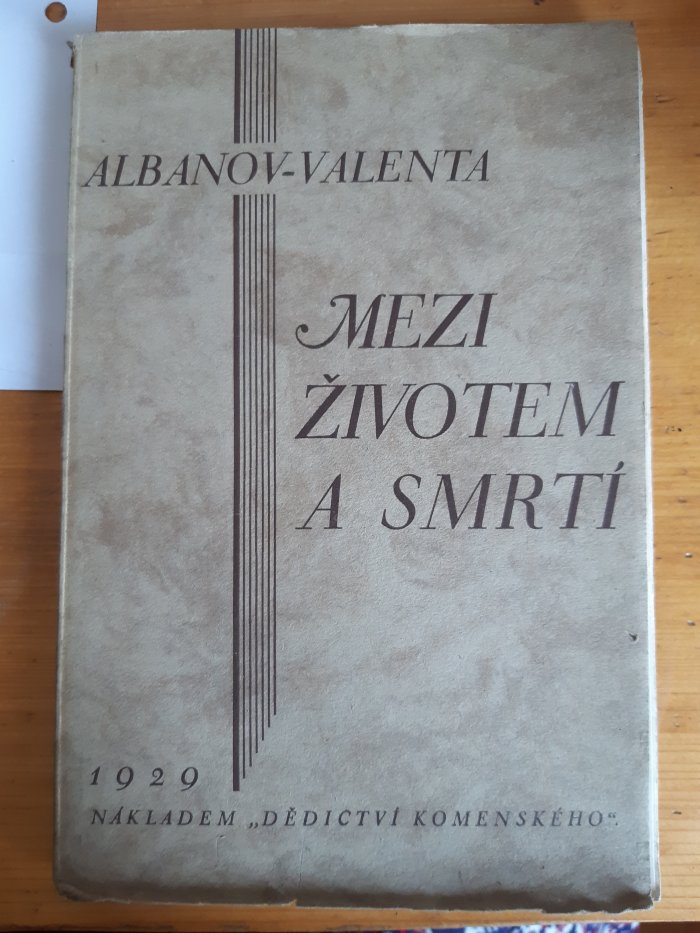 ALBANOV-VALENTA
MEZI
ŽIVOTEM
A SMRTÍ
1929
NÁKLADEM „DĚDICTVÍ KOMENSKÉHO“.